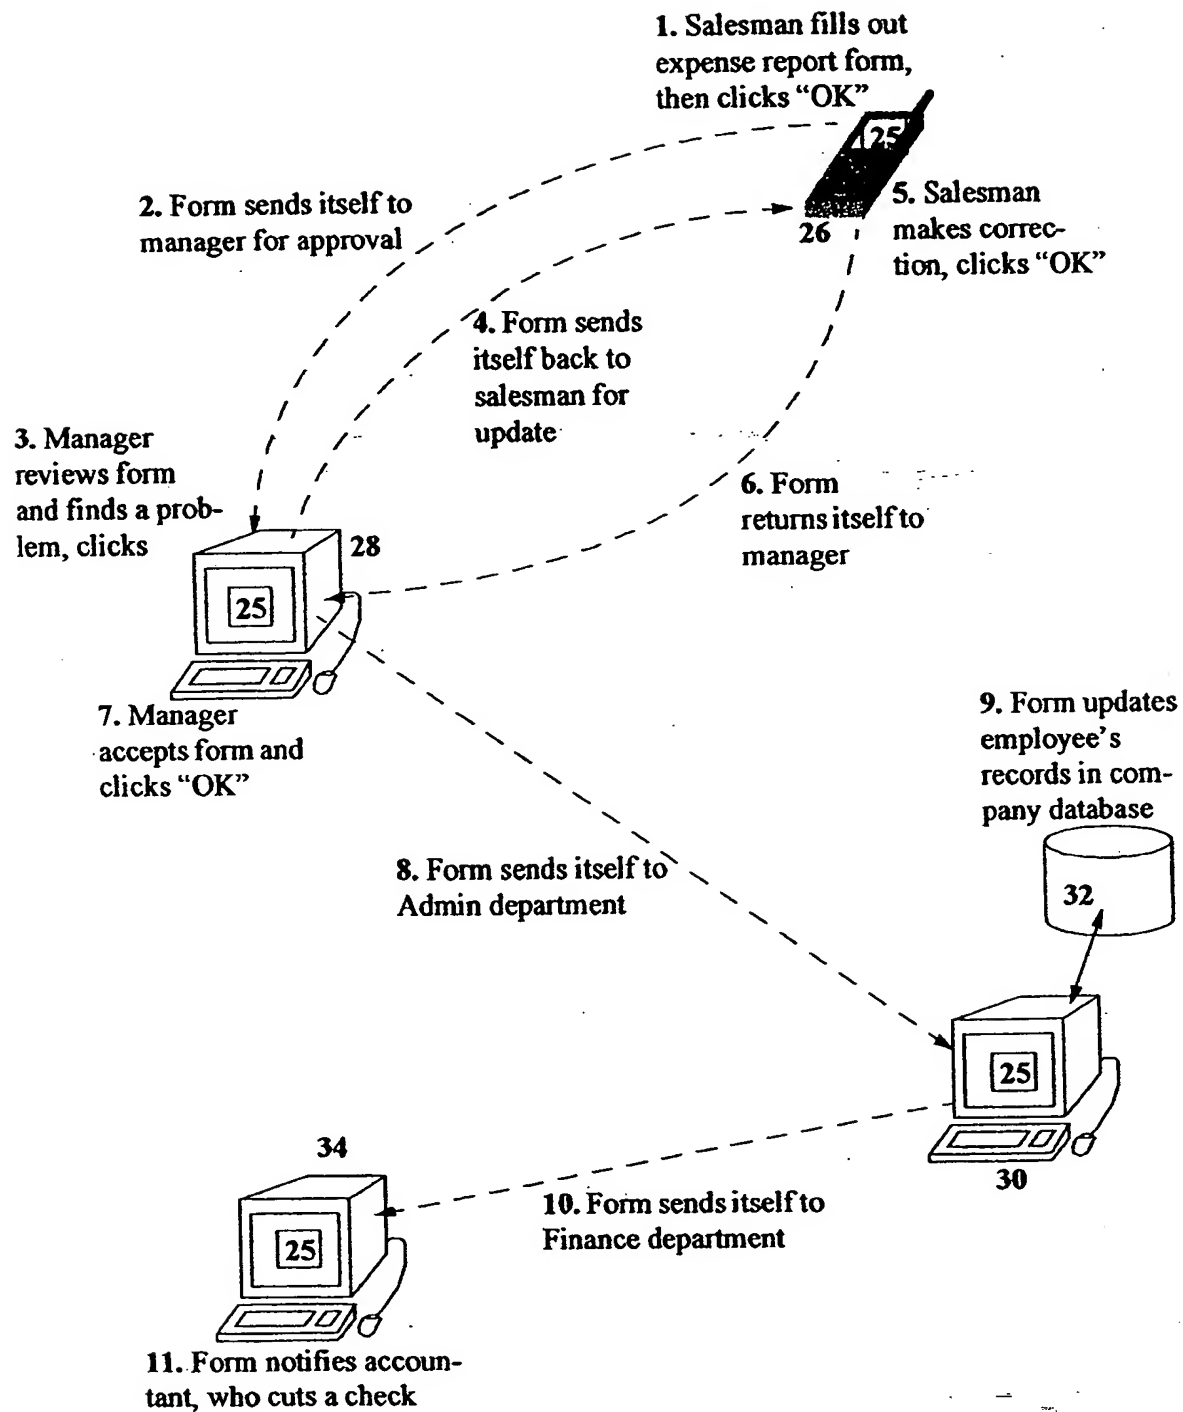 1. Salesman fills out
expense report form,
then clicks “OK”
25
2. Form sends itself to
manager for approval
26
5. Salesman
makes correc-
tion, clicks “OK”
4. Form sends
itself back to
salesman for
update
3. Manager
reviews form
and finds a prob-
lem, clicks
28
25
6. Form
returns itself to
manager
7. Manager
accepts form and
clicks “OK”
9. Form updates
employee’s
records in com-
pany database
8. Form sends itself to
Admin department
32
25
30
34
25
10. Form sends itself to
Finance department
11. Form notifies accoun-
tant, who cuts a check